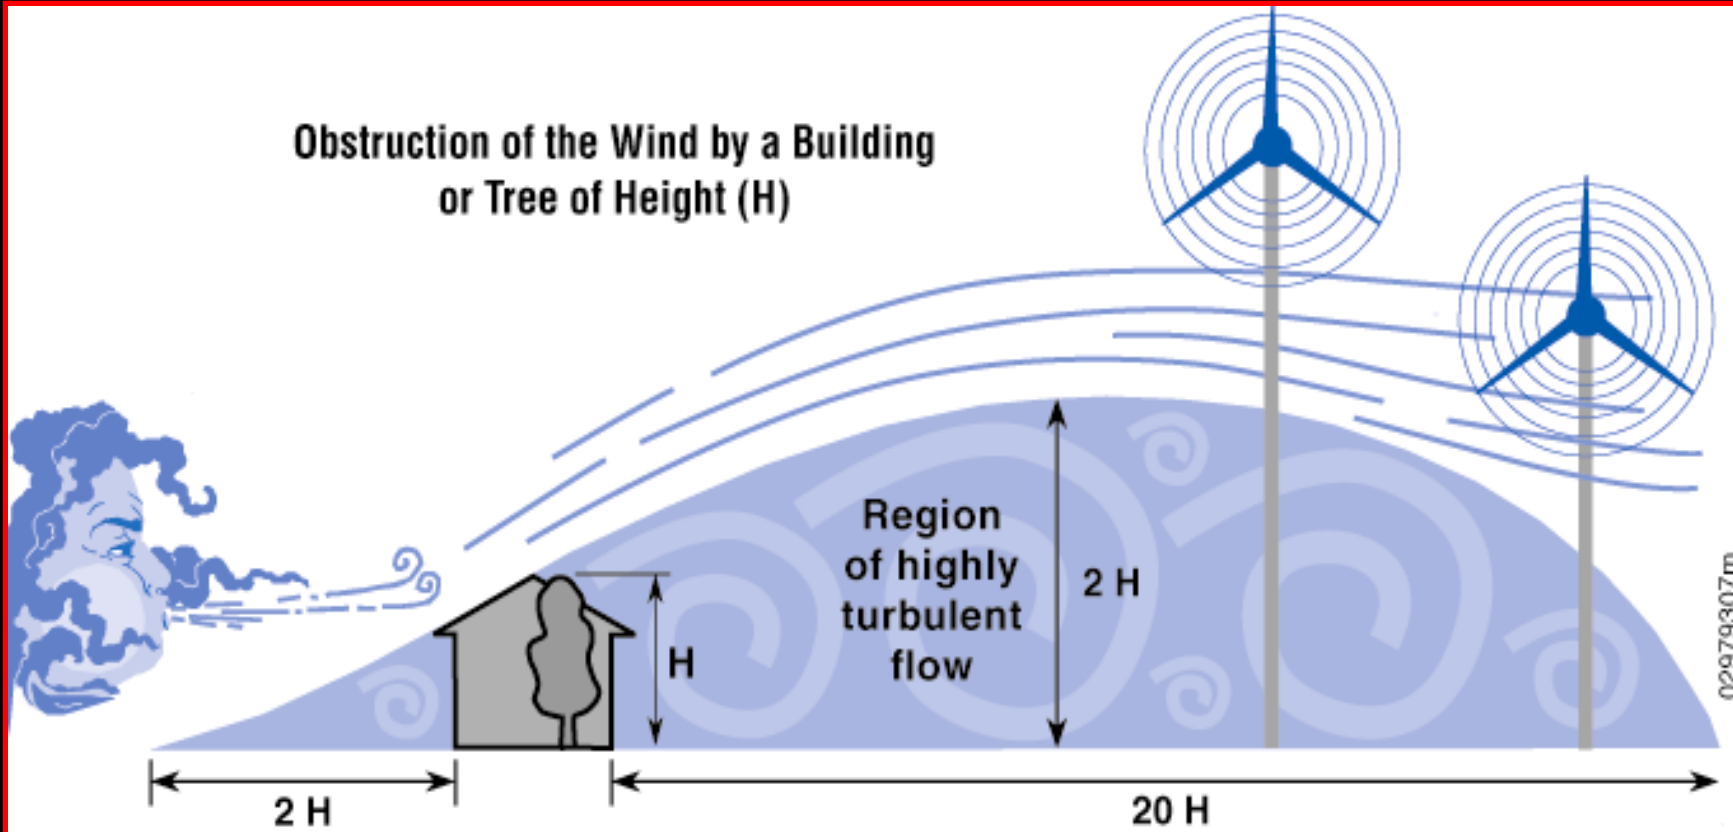 Obstruction of the Wind by a Building
or Tree of Height (H)
Region
of highly
turbulent
flow
2 H
H
2 H
20 H
02979307m